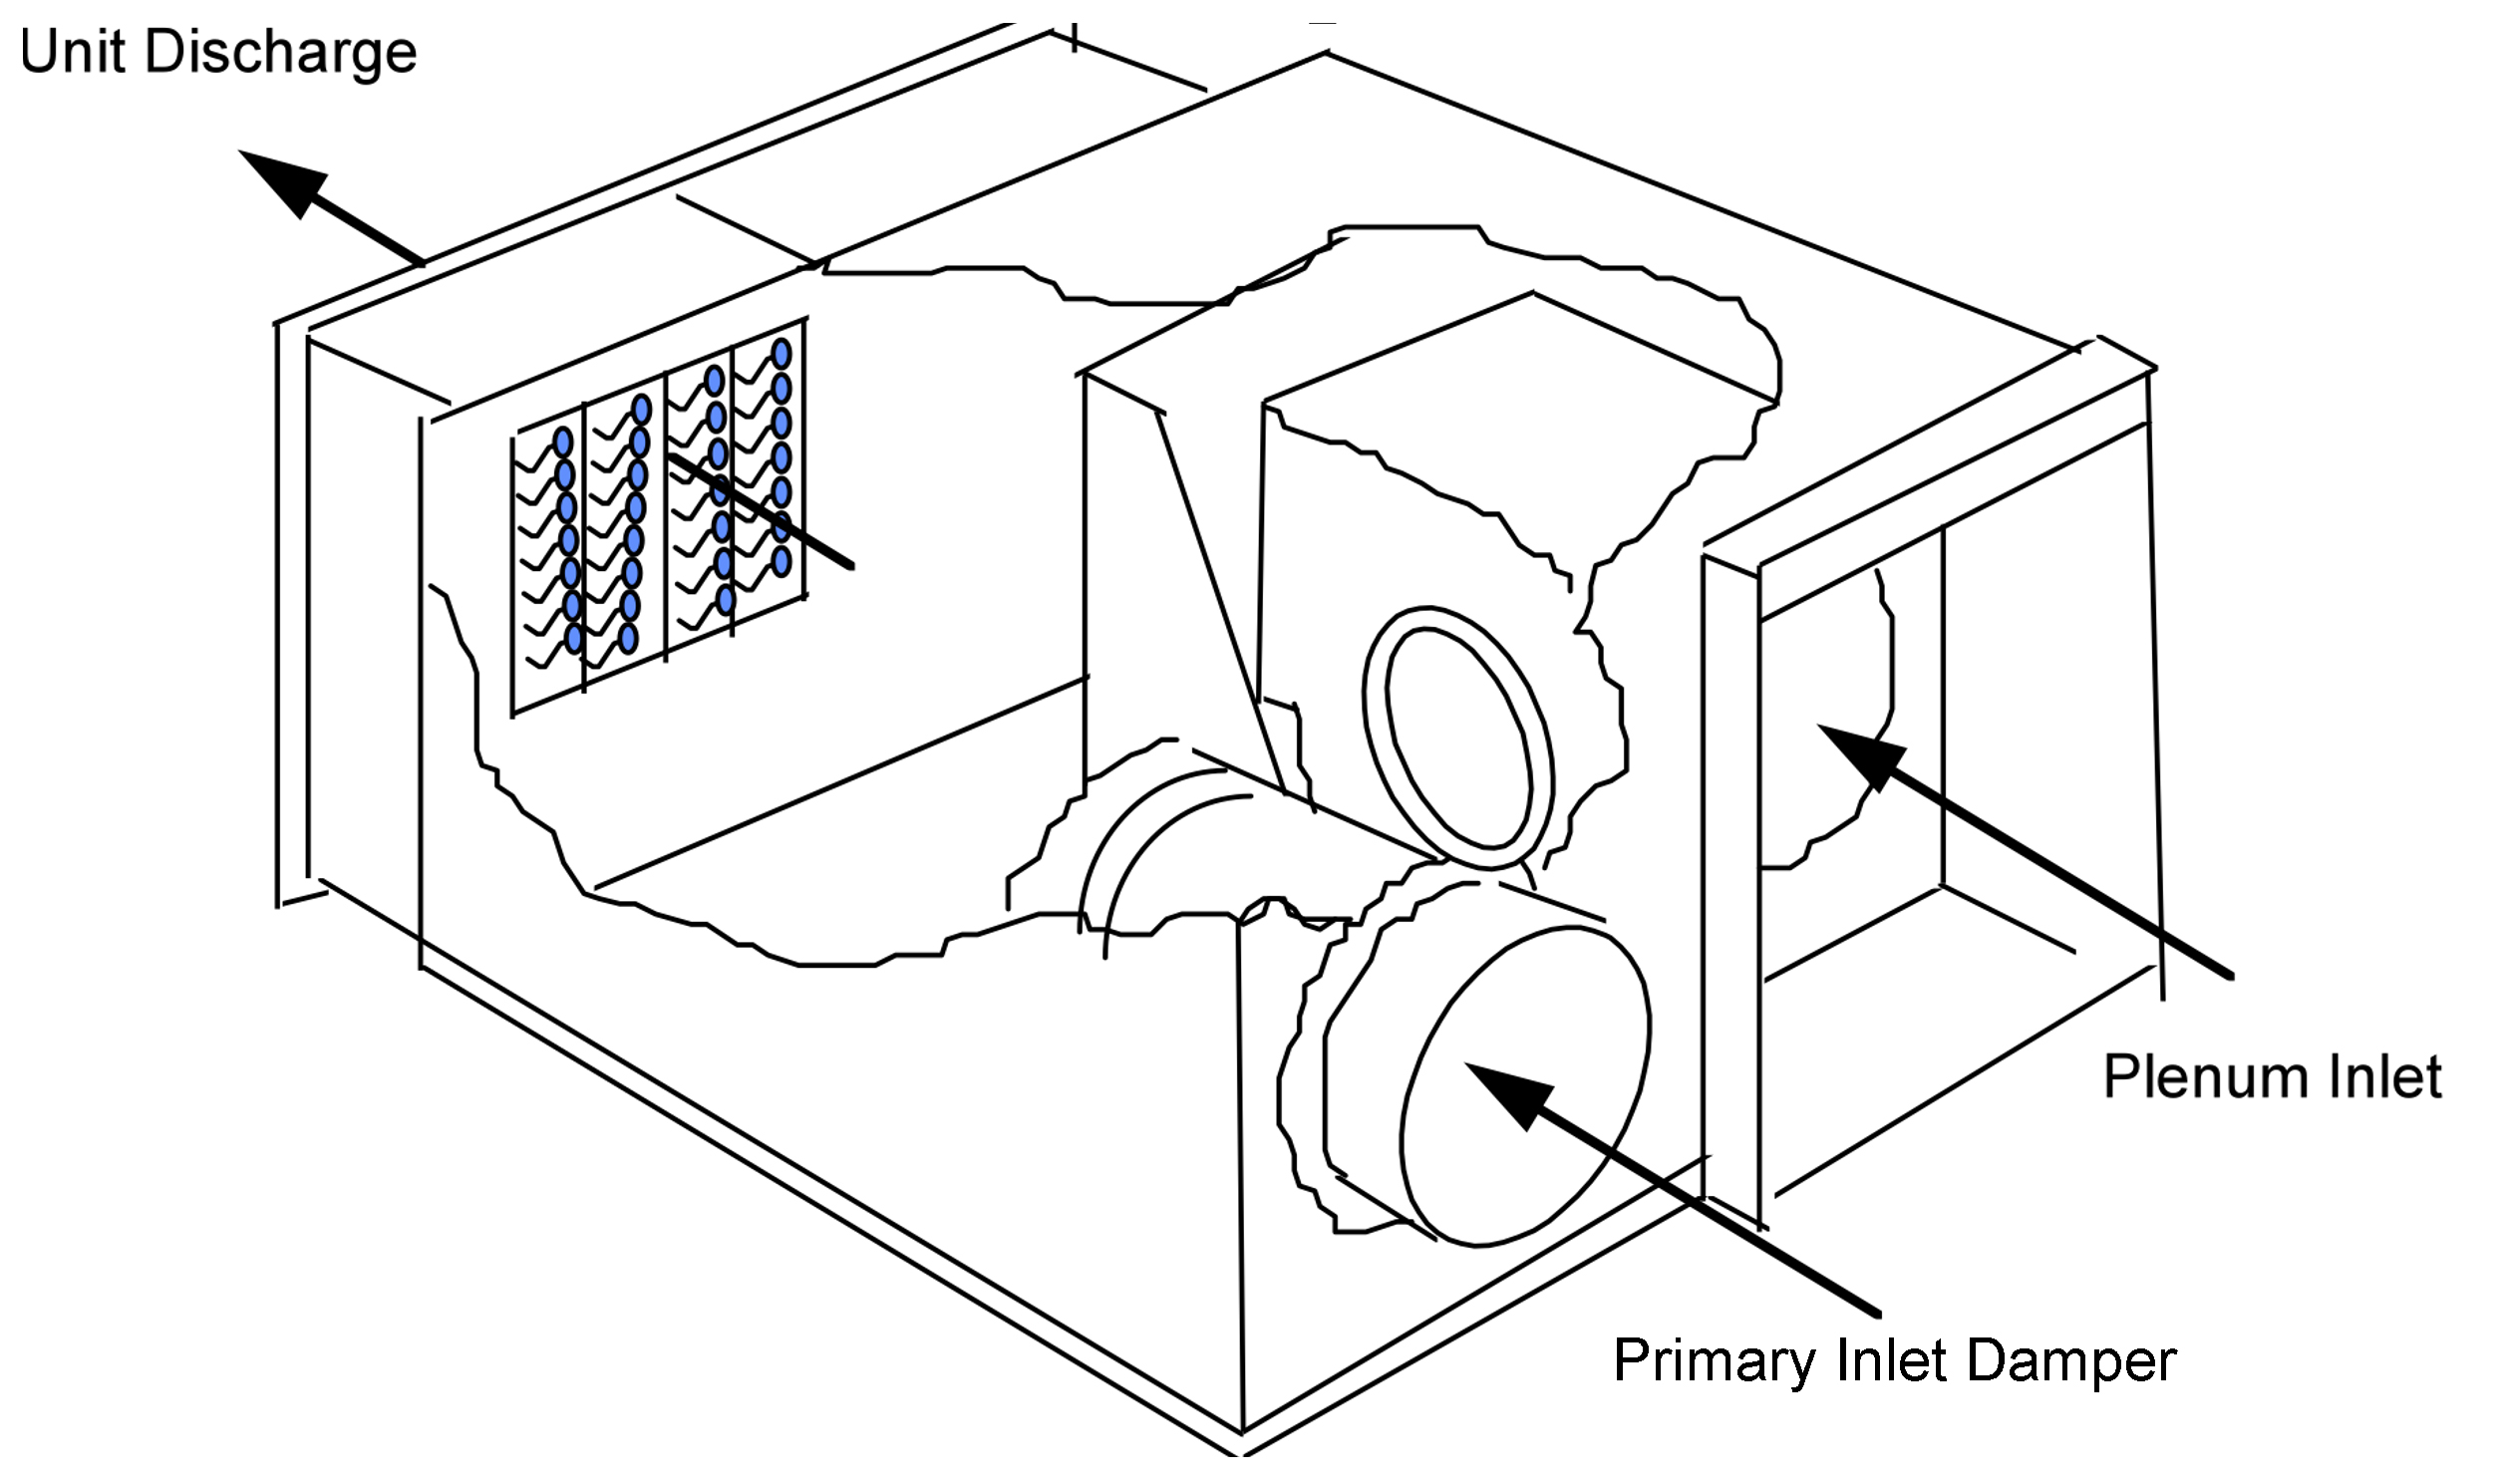 Unit Discharge
Plenum Inlet
Primary Inlet Damper